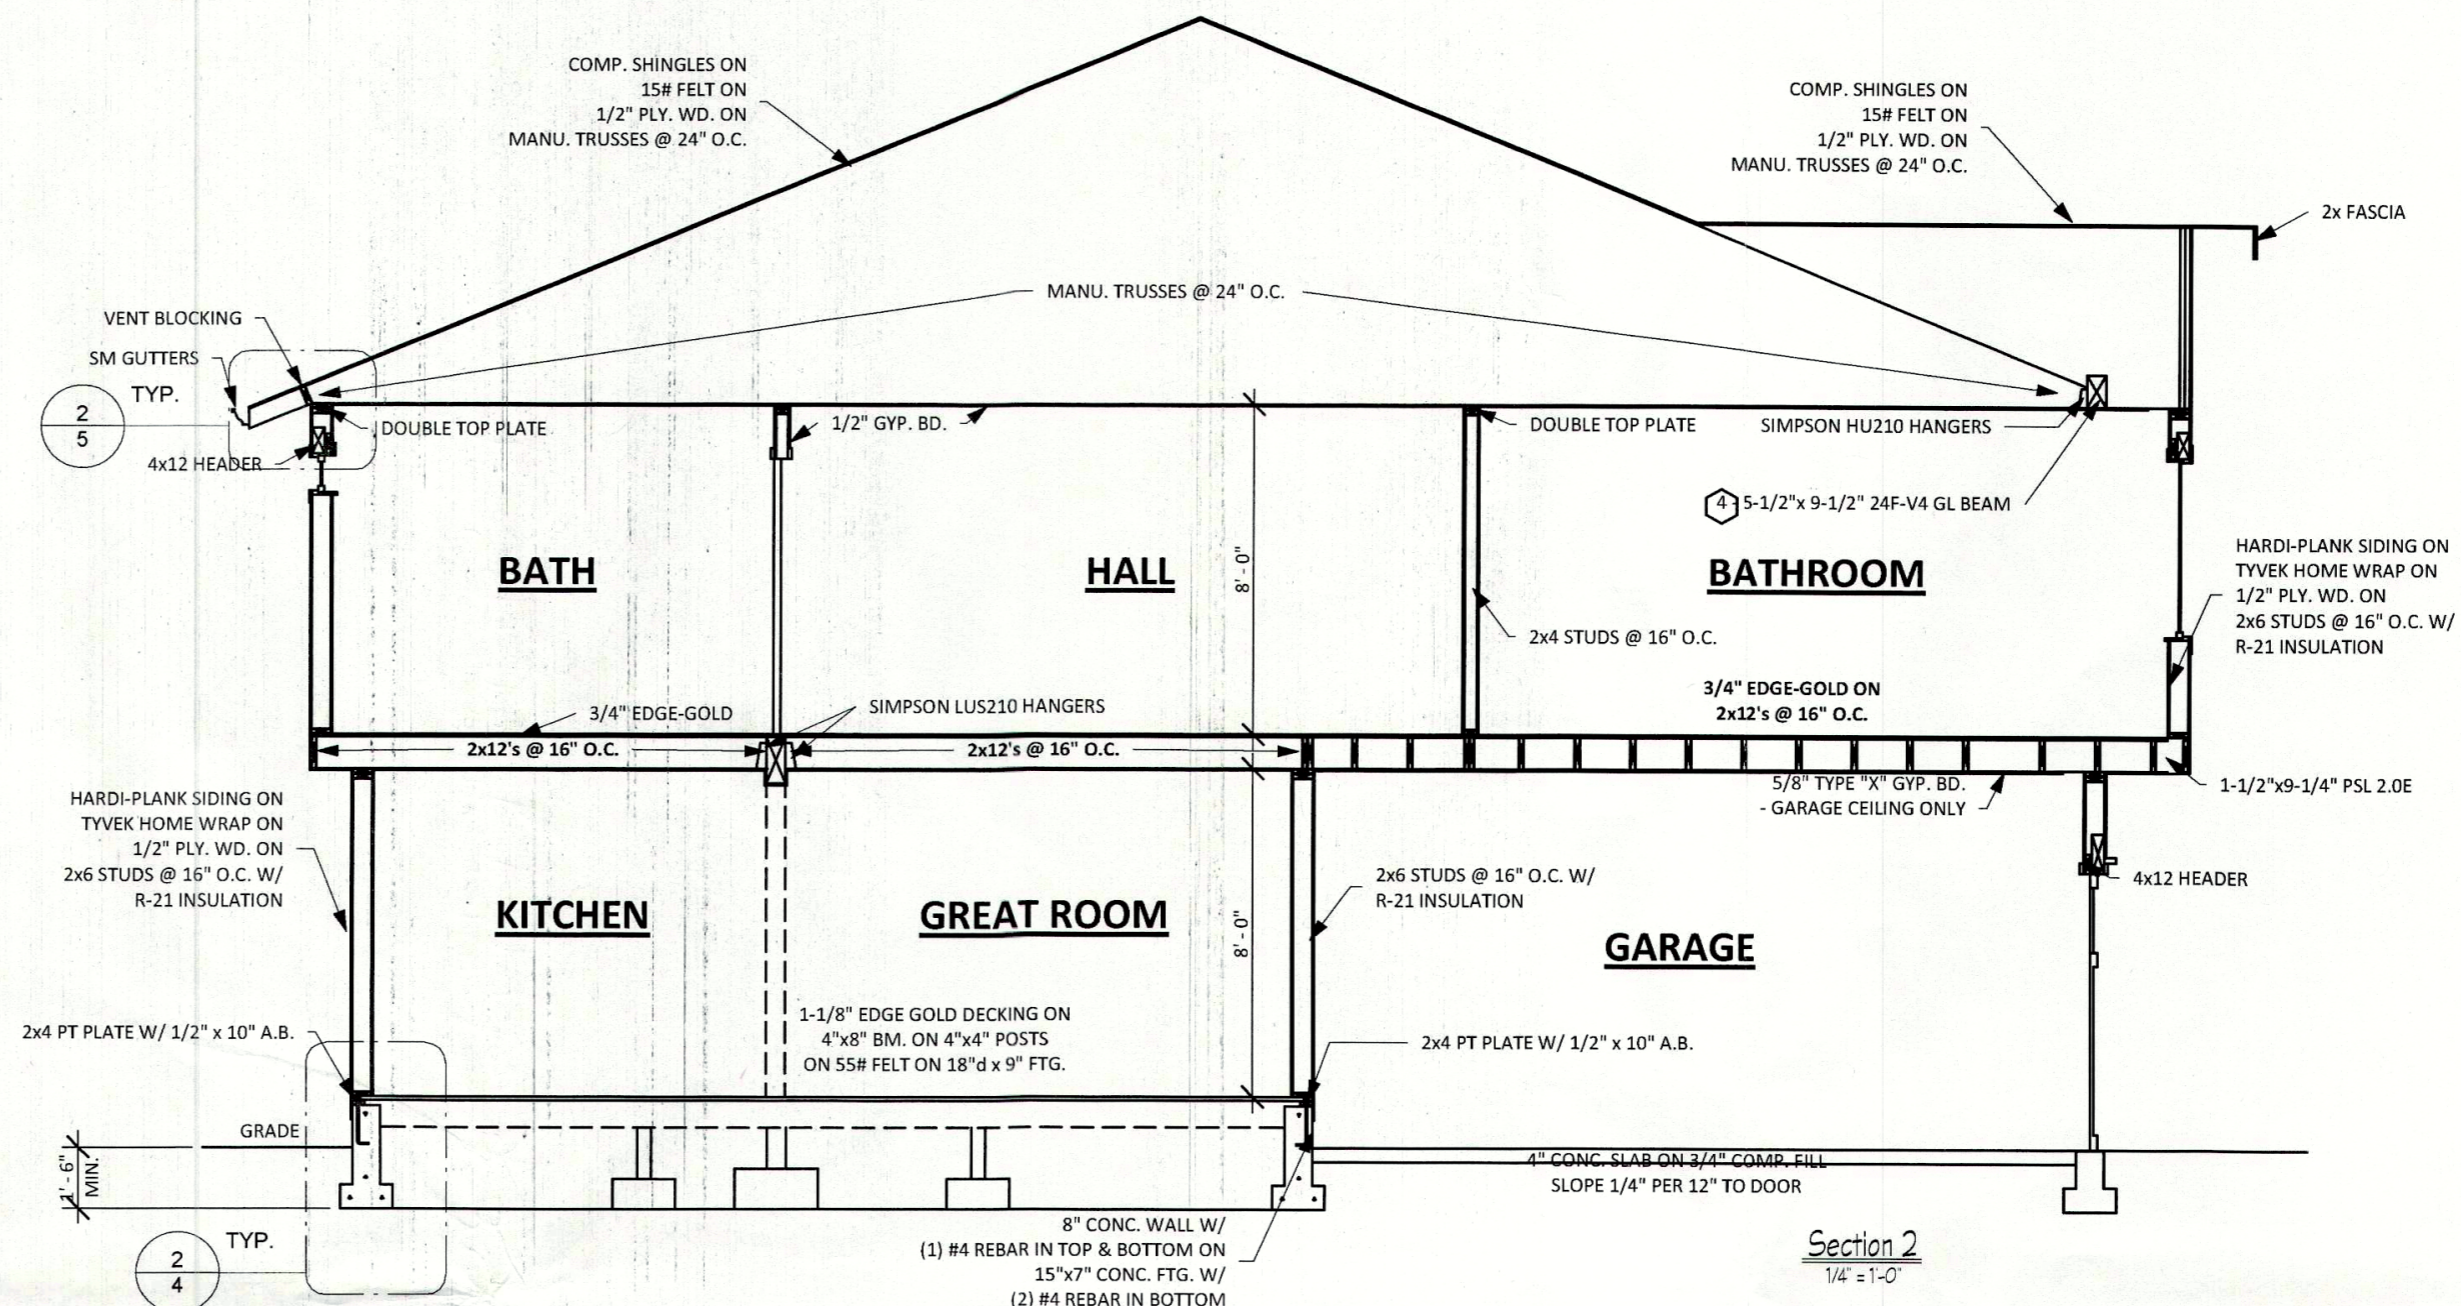 COMP. SHINGLES ON
15# FELT ON
1/2" PLY. WD. ON
MANU. TRUSSES @ 24" O.C.
COMP. SHINGLES ON
15# FELT ON
1/2" PLY. WD. ON
MANU. TRUSSES @ 24" O.C.
2x FASCIA
MANU. TRUSSES @ 24" O.C.
VENT BLOCKING
SM GUTTERS
TYP.
2
5
DOUBLE TOP PLATE
4x12 HEADER
1/2" GYP. BD.
DOUBLE TOP PLATE
SIMPSON HU210 HANGERS
4 - 5-1/2"x 9-1/2" 24F-V4 GL BEAM
BATH
HALL
8' - 0"
BATHROOM
HARDI-PLANK SIDING ON
TYVEK HOME WRAP ON
1/2" PLY. WD. ON
2x6 STUDS @ 16" O.C. W/
R-21 INSULATION
2x4 STUDS @ 16" O.C.
3/4" EDGE-GOLD ON
2x12's @ 16" O.C.
3/4" EDGE-GOLD
SIMPSON LUS210 HANGERS
2x12's @ 16" O.C.
2x12's @ 16" O.C.
5/8" TYPE "X" GYP. BD.
- GARAGE CEILING ONLY
1-1/2"x9-1/4" PSL 2.0E
HARDI-PLANK SIDING ON
TYVEK HOME WRAP ON
1/2" PLY. WD. ON
2x6 STUDS @ 16" O.C. W/
R-21 INSULATION
KITCHEN
GREAT ROOM
8' - 0"
2x6 STUDS @ 16" O.C. W/
R-21 INSULATION
4x12 HEADER
GARAGE
1-1/8" EDGE GOLD DECKING ON
4"x8" BM. ON 4"x4" POSTS
ON 55# FELT ON 18"d x 9" FTG.
2x4 PT PLATE W/ 1/2" x 10" A.B.
2x4 PT PLATE W/ 1/2" x 10" A.B.
GRADE
1' - 6"
MIN.
4" CONC. SLAB ON 3/4" COMP. FILL
SLOPE 1/4" PER 12" TO DOOR
8" CONC. WALL W/
(1) #4 REBAR IN TOP & BOTTOM ON
15"x7" CONC. FTG. W/
(2) #4 REBAR IN BOTTOM
TYP.
2
4
Section 2
1/4" = 1'-0"